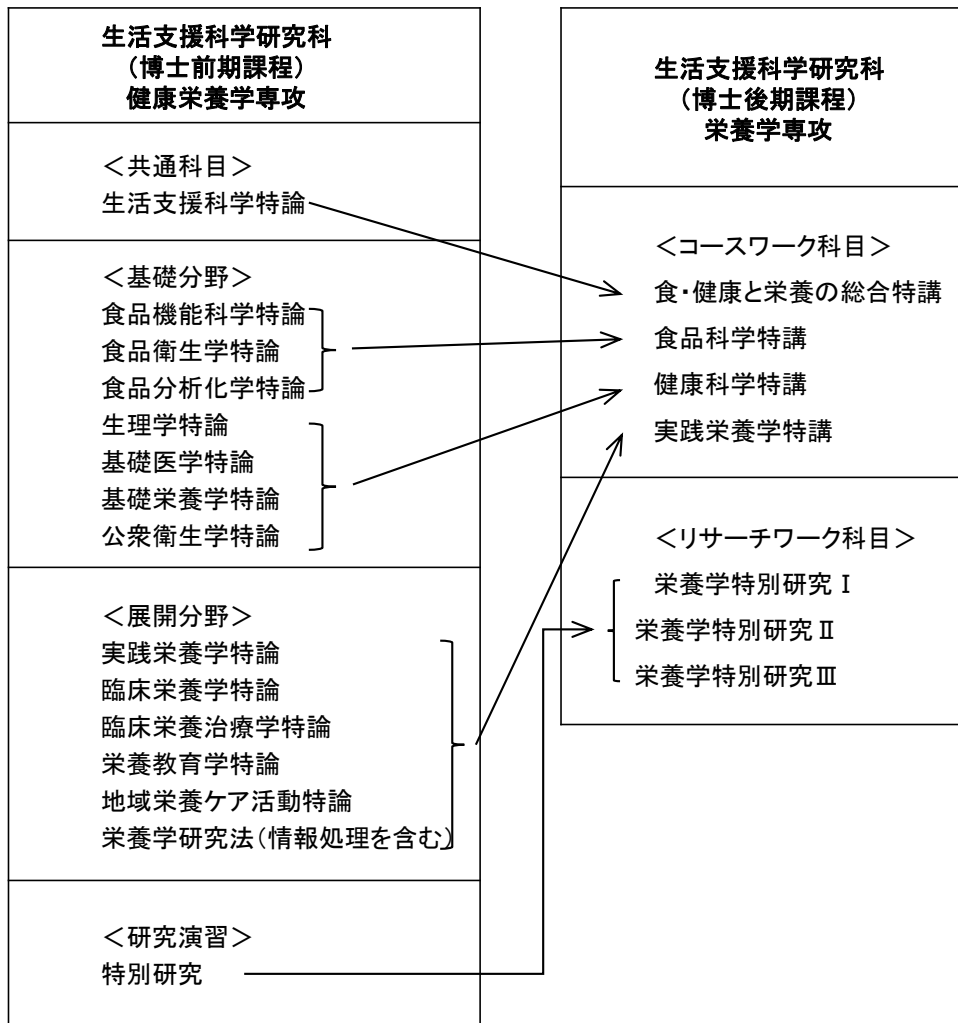 生活支援科学研究科
（博士前期課程）
健康栄養学専攻
＜共通科目＞
生活支援科学特論
＜基礎分野＞
食品機能科学特論
食品衛生学特論
食品分析化学特論
生理学特論
基礎医学特論
基礎栄養学特論
公衆衛生学特論
＜展開分野＞
実践栄養学特論
臨床栄養学特論
臨床栄養治療学特論
栄養教育学特論
地域栄養ケア活動特論
栄養学研究法（情報処理を含む）
＜研究演習＞
特別研究
生活支援科学研究科
（博士後期課程）
栄養学専攻
＜コースワーク科目＞
食・健康と栄養の総合特講
食品科学特講
健康科学特講
実践栄養学特講
＜リサーチワーク科目＞
栄養学特別研究Ⅰ
栄養学特別研究Ⅱ
栄養学特別研究Ⅲ